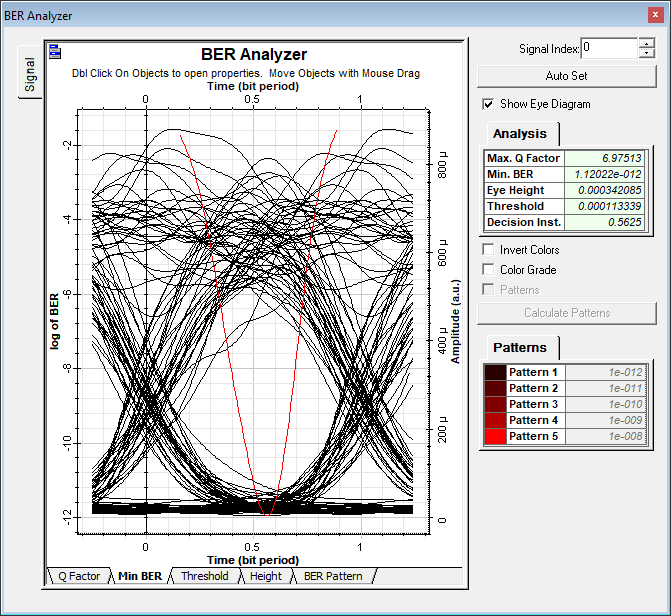 BER Analyzer
Signal
BER Analyzer
Dbl Click On Objects to open properties. Move Objects with Mouse Drag
Time (bit period)
0 0.5 1
log of BER
-2
-4
-6
-8
-10
-12
Amplitude (a.u.)
800 µ
600 µ
400 µ
200 µ
0
0 0.5 1
Time (bit period)
Q Factor Min BER Threshold Height BER Pattern
Signal Index: 0
Auto Set
Show Eye Diagram
Analysis
Max. Q Factor 6.97513
Min. BER 1.12022e-012
Eye Height 0.000342085
Threshold 0.000113339
Decision Inst. 0.5625
Invert Colors
Color Grade
Patterns
Calculate Patterns
Patterns
Pattern 1 1e-012
Pattern 2 1e-011
Pattern 3 1e-010
Pattern 4 1e-009
Pattern 5 1e-008